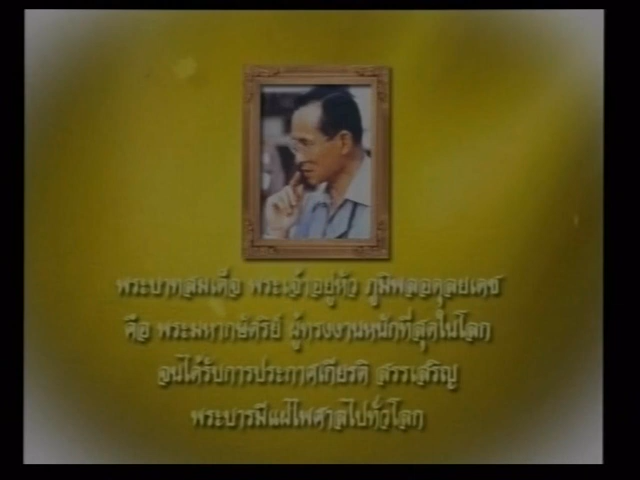 พระบาทสมเด็จ พระเจ้าอยู่หัว ภูมิพลอดุลยเดช
คือ พระมหากษัตริย์ ผู้ทรงงานหนักที่สุดในโลก
อันได้รับการประกาศเกียรติ สรรเสริญ
พระบารมีแผ่ไพศาลไปทั่วโลก